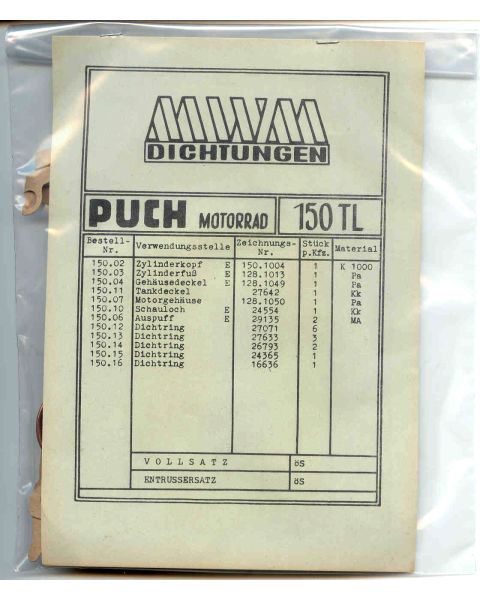 MWM
DICHTUNGEN
PUCH MOTORRAD 150 TL
Bestell-Nr. Verwendungsstelle Zeichnungs-Nr. Stück p.Kfz. Material
150.02 Zylinderkopf E 150.1004 1 K 1000
150.03 Zylinderfuß E 128.1013 1 Pa
150.04 Gehäusedeckel E 128.1049 1 Pa
150.11 Tankdeckel 27642 1 Kk
150.07 Motorgehäuse 128.1050 1 Pa
150.10 Schauloch E 24554 1 Kk
150.06 Auspuff E 29135 2 MA
150.12 Dichtring 27071 6
150.13 Dichtring 27633 3
150.14 Dichtring 26793 2
150.15 Dichtring 24365 1
150.16 Dichtring 16636 1
VOLLSATZ öS
ENTRUSSERSATZ öS